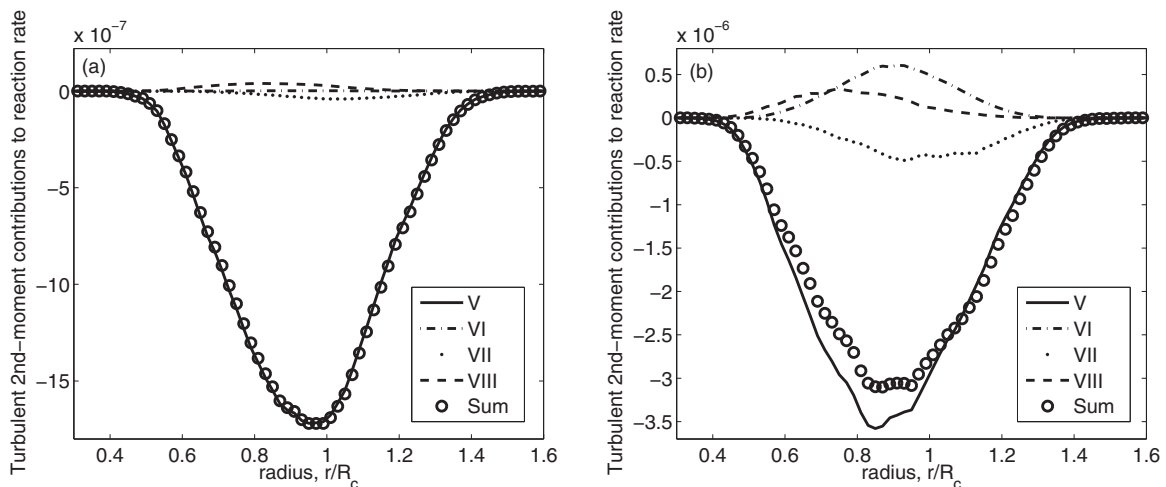 Turbulent 2nd−moment contributions to reaction rate
x 10−7
(a)
0
−5
−10
−15
0.4 0.6 0.8 1 1.2 1.4 1.6
radius, r/Rc
V
VI
VII
VIII
Sum
Turbulent 2nd−moment contributions to reaction rate
x 10−6
(b)
0.5
0
−0.5
−1
−1.5
−2
−2.5
−3
−3.5
0.4 0.6 0.8 1 1.2 1.4 1.6
radius, r/Rc
V
VI
VII
VIII
Sum